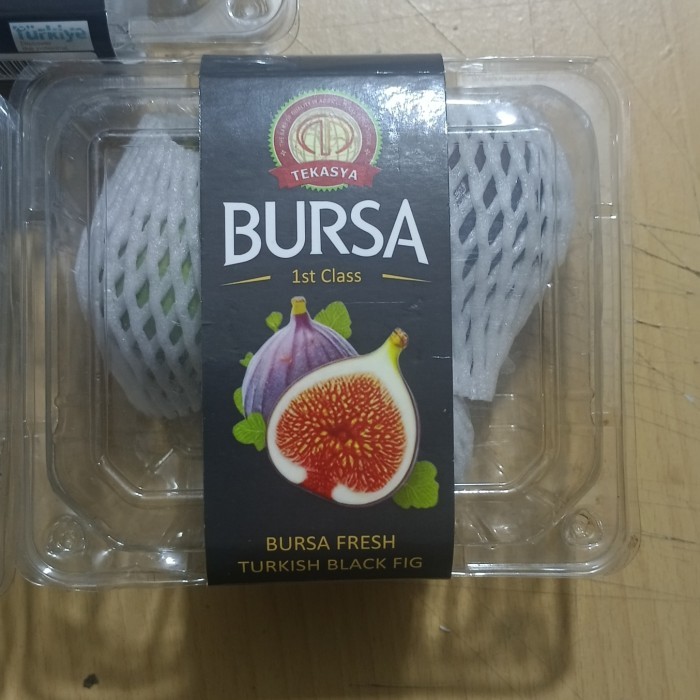 Türkiye
TEKASYA
BURSA
1st Class
BURSA FRESH
TURKISH BLACK FIG